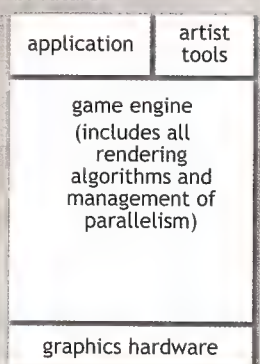 application
artist
tools
game engine
(includes all
rendering
algorithms and
management of
parallelism)
graphics hardware